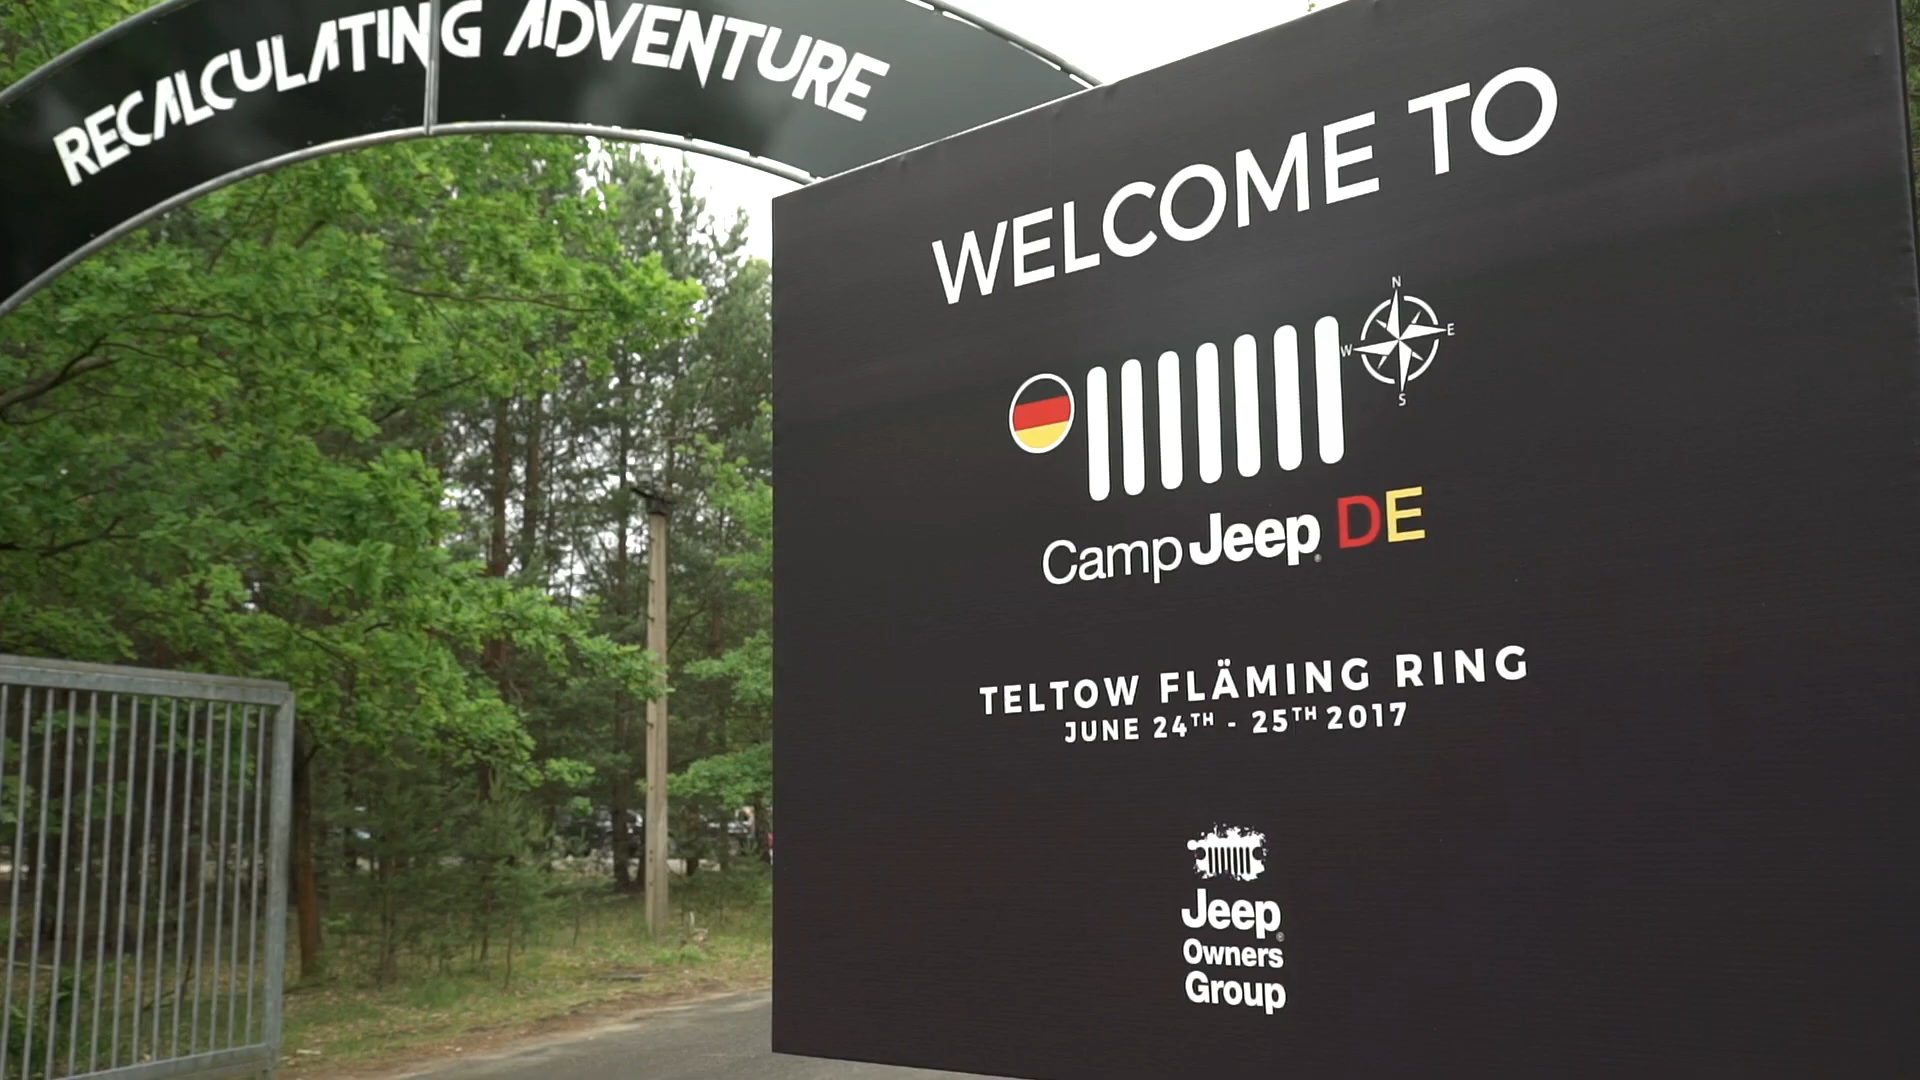 RECALCULATING ADVENTURE
WELCOME TO
N
W E
S
Camp Jeep® DE
TELTOW FLÄMING RING
JUNE 24TH - 25TH 2017
Jeep®
Owners
Group